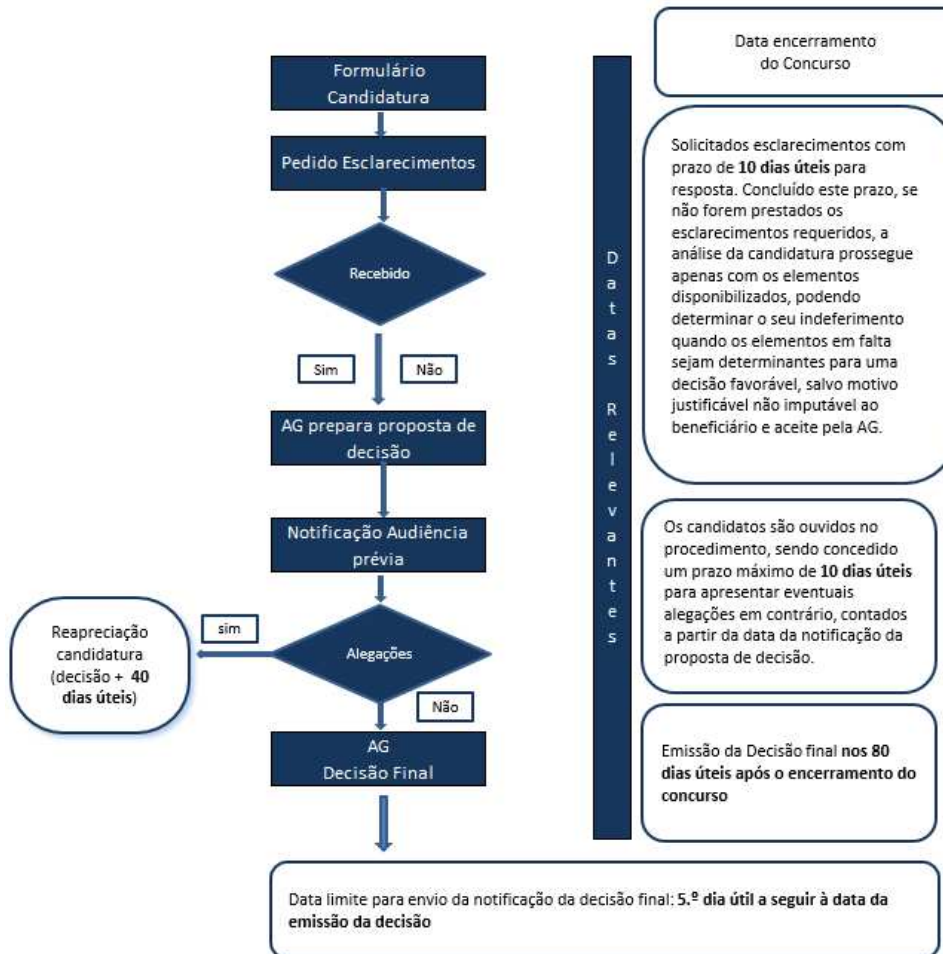 Formulário
Candidatura
Pedido Esclarecimentos
Recebido
Sim
Não
AG prepara proposta de
decisão
Notificação Audiência
prévia
Alegações
sim
Reapreciação
candidatura
(decisão + 40
dias úteis)
Não
AG
Decisão Final
Datas Relevantes
Data encerramento
do Concurso
Solicitados esclarecimentos com
prazo de 10 dias úteis para
resposta. Concluído este prazo, se
não forem prestados os
esclarecimentos requeridos, a
análise da candidatura prossegue
apenas com os elementos
disponibilizados, podendo
determinar o seu indeferimento
quando os elementos em falta
sejam determinantes para uma
decisão favorável, salvo motivo
justificável não imputável ao
beneficiário e aceite pela AG.
Os candidatos são ouvidos no
procedimento, sendo concedido
um prazo máximo de 10 dias úteis
para apresentar eventuais
alegações em contrário, contados
a partir da data da notificação da
proposta de decisão.
Emissão da Decisão final nos 80
dias úteis após o encerramento do
concurso
Data limite para envio da notificação da decisão final: 5.º dia útil a seguir à data da
emissão da decisão